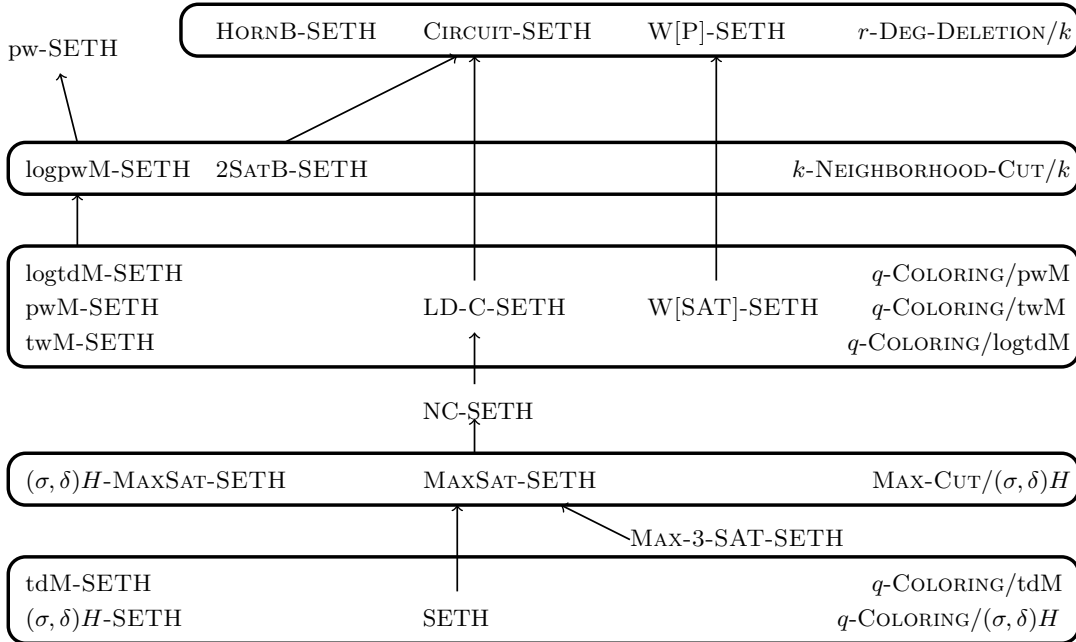 HornB-SETH Circuit-SETH W[P]-SETH r-Deg-Deletion/k
pw-SETH
logpwM-SETH 2SatB-SETH k-Neighborhood-Cut/k
logtdM-SETH q-Coloring/pwM
pwM-SETH LD-C-SETH W[SAT]-SETH q-Coloring/twM
twM-SETH q-Coloring/logtdM
NC-SETH
(σ, δ)H-MaxSat-SETH MaxSat-SETH Max-Cut/(σ, δ)H
Max-3-SAT-SETH
tdM-SETH q-Coloring/tdM
(σ, δ)H-SETH SETH q-Coloring/(σ, δ)H